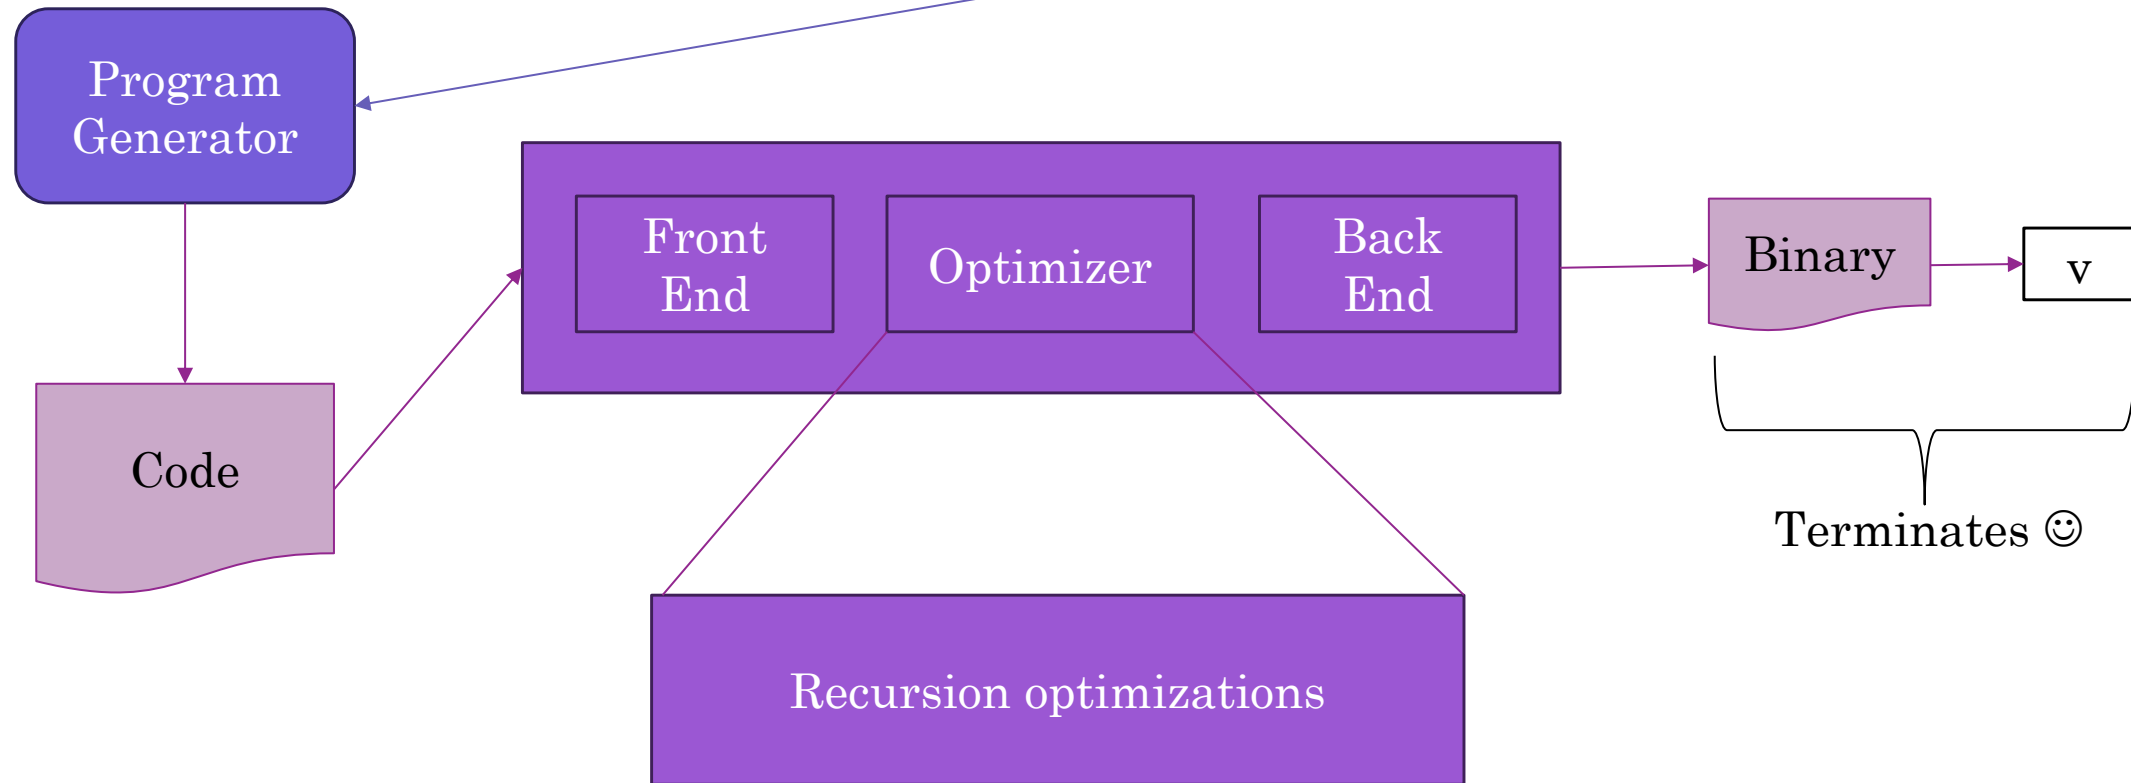 Program
Generator
Front
End
Optimizer
Back
End
Binary
v
Code
Terminates ☺
Recursion optimizations